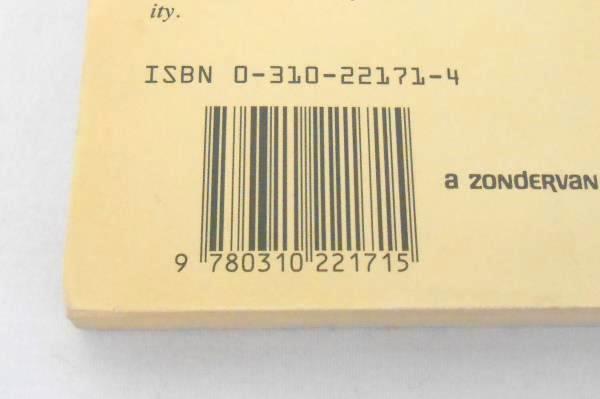 ity.
ISBN 0-310-22171-4
a ZONDERVAN
9 780310 221715